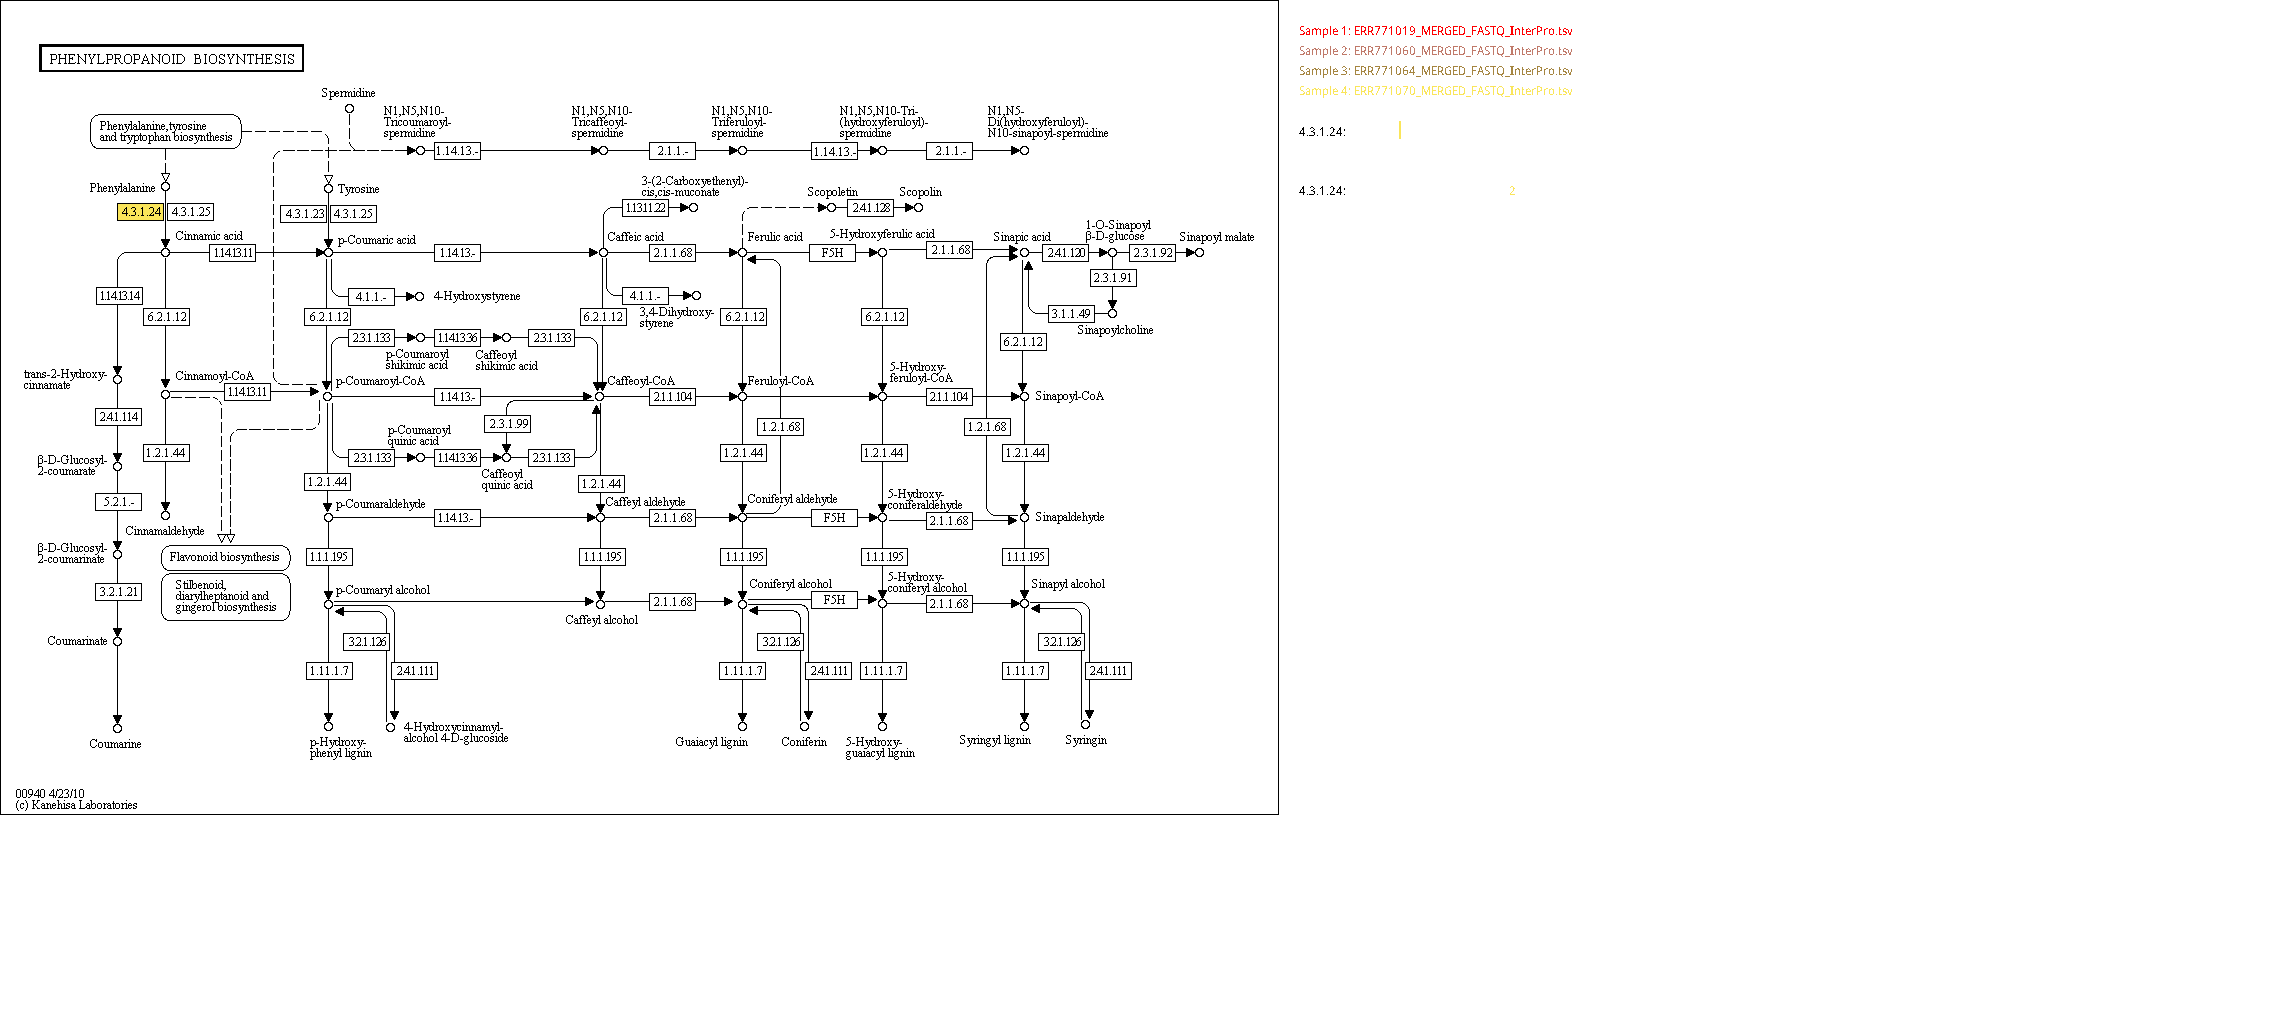 PHENYLPROPANOID BIOSYNTHESIS
Sample 1: ERR771019_MERGED_FASTQ_InterPro.tsv
Sample 2: ERR771060_MERGED_FASTQ_InterPro.tsv
Sample 3: ERR771064_MERGED_FASTQ_InterPro.tsv
Sample 4: ERR771070_MERGED_FASTQ_InterPro.tsv
4.3.1.24:
4.3.1.24: 2
Spermidine
Phenylalanine, tyrosine
and tryptophan biosynthesis
N1,N5,N10-
Tricoumaroyl-
spermidine
N1,N5,N10-
Tricaffeoyl-
spermidine
N1,N5,N10-
Triferuloyl-
spermidine
N1,N5,N10-Tri-
(hydroxyferuloyl)-
spermidine
N1,N5-
Di(hydroxyferuloyl)-
N10-sinapoyl-spermidine
1.14.13.-
2.1.1.-
1.14.13.-
2.1.1.-
Phenylalanine
Tyrosine
3-(2-Carboxyethenyl)-
cis,cis-muconate
Scopoletin
Scopolin
4.3.1.24
4.3.1.25
4.3.1.23
4.3.1.25
1.13.11.22
2.4.1.128
Cinnamic acid
p-Coumaric acid
Caffeic acid
Ferulic acid
5-Hydroxyferulic acid
Sinapic acid
1-O-Sinapoyl
β-D-glucose
Sinapoyl malate
1.14.13.11
1.14.13.-
2.1.1.68
F5H
2.1.1.68
2.4.1.120
2.3.1.92
2.3.1.91
1.14.13.14
4.1.1.-
4-Hydroxystyrene
4.1.1.-
3,4-Dihydroxy-
styrene
3.1.1.49
Sinapoylcholine
6.2.1.12
6.2.1.12
6.2.1.12
6.2.1.12
6.2.1.12
6.2.1.12
2.3.1.133
1.14.13.36
2.3.1.133
p-Coumaroyl
shikimic acid
Caffeoyl
shikimic acid
trans-2-Hydroxy-
cinnamate
Cinnamoyl-CoA
p-Coumaroyl-CoA
Caffeoyl-CoA
Feruloyl-CoA
5-Hydroxy-
feruloyl-CoA
Sinapoyl-CoA
1.14.13.11
1.14.13.-
2.1.1.104
2.1.1.104
2.4.1.114
2.3.1.99
1.2.1.68
1.2.1.68
p-Coumaroyl
quinic acid
2.3.1.133
1.14.13.36
2.3.1.133
Caffeoyl
quinic acid
β-D-Glucosyl-
2-coumarate
1.2.1.44
1.2.1.44
1.2.1.44
1.2.1.44
1.2.1.44
1.2.1.44
5.2.1.-
Cinnamaldehyde
p-Coumaraldehyde
Caffeyl aldehyde
Coniferyl aldehyde
5-Hydroxy-
coniferaldehyde
Sinapaldehyde
1.14.13.-
2.1.1.68
F5H
2.1.1.68
β-D-Glucosyl-
2-coumarinate
Flavonoid biosynthesis
Stilbenoid,
diarylheptanoid and
gingerol biosynthesis
1.1.1.195
1.1.1.195
1.1.1.195
1.1.1.195
1.1.1.195
3.2.1.21
p-Coumaryl alcohol
Caffeyl alcohol
Coniferyl alcohol
5-Hydroxy-
coniferyl alcohol
Sinapyl alcohol
2.1.1.68
F5H
2.1.1.68
Coumarinate
3.2.1.126
3.2.1.126
3.2.1.126
1.11.1.7
2.4.1.111
1.11.1.7
2.4.1.111
1.11.1.7
1.11.1.7
2.4.1.111
Coumarine
p-Hydroxy-
phenyl lignin
4-Hydroxycinnamyl-
alcohol 4-D-glucoside
Guaiacyl lignin
Coniferin
5-Hydroxy-
guaiacyl lignin
Syringyl lignin
Syringin
00940 4/23/10
(c) Kanehisa Laboratories